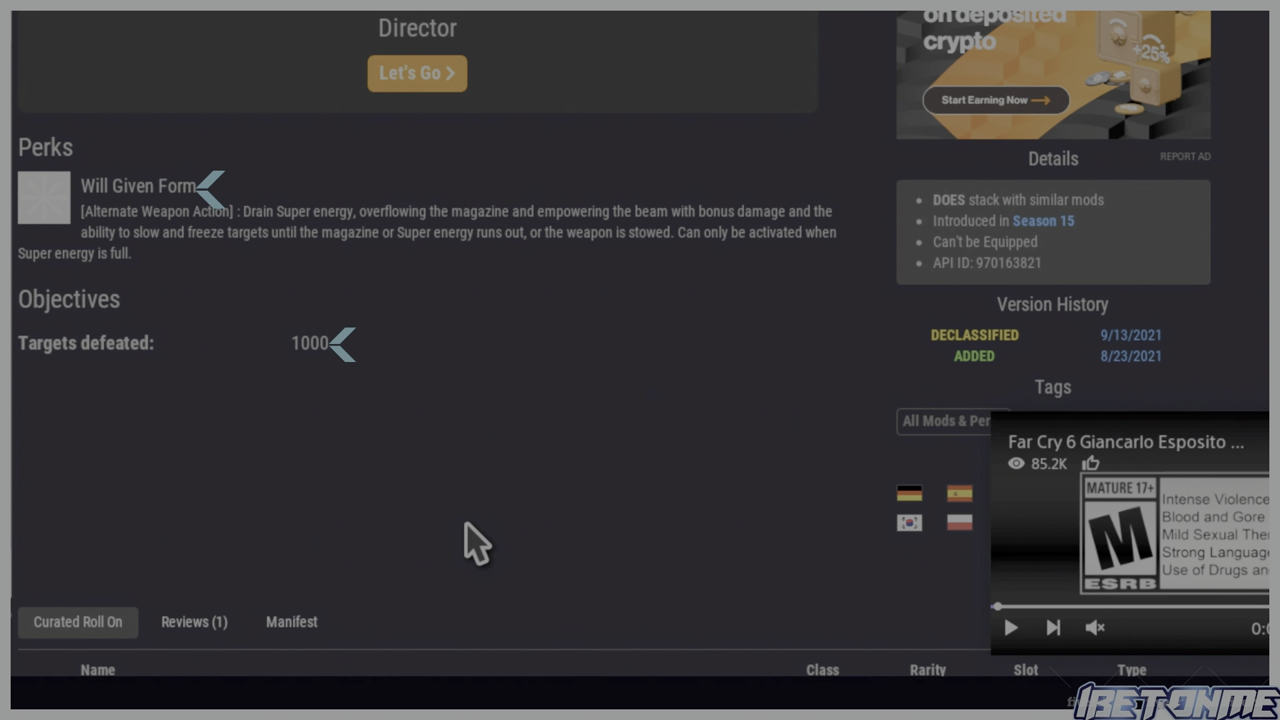 Director
Let's Go
Perks
Will Given Form
[Alternate Weapon Action] : Drain Super energy, overflowing the magazine and empowering the beam with bonus damage and the
ability to slow and freeze targets until the magazine or Super energy runs out, or the weapon is stowed. Can only be activated when
Super energy is full.
Objectives
Targets defeated: 1000
Curated Roll On Reviews (1) Manifest
Name Class Rarity Slot Type
on deposited
crypto
+25%
Start Earning Now
Details
REPORT AD
DOES stack with similar mods
Introduced in Season 15
Can't be Equipped
API ID: 970163821
Version History
DECLASSIFIED 9/13/2021
ADDED 8/23/2021
Tags
All Mods & Per
Far Cry 6 Giancarlo Esposito ...
85.2K
MATURE 17+
M
ESRB
Intense Violence
Blood and Gore
Mild Sexual The
Strong Language
Use of Drugs an
0:0
1BETONME